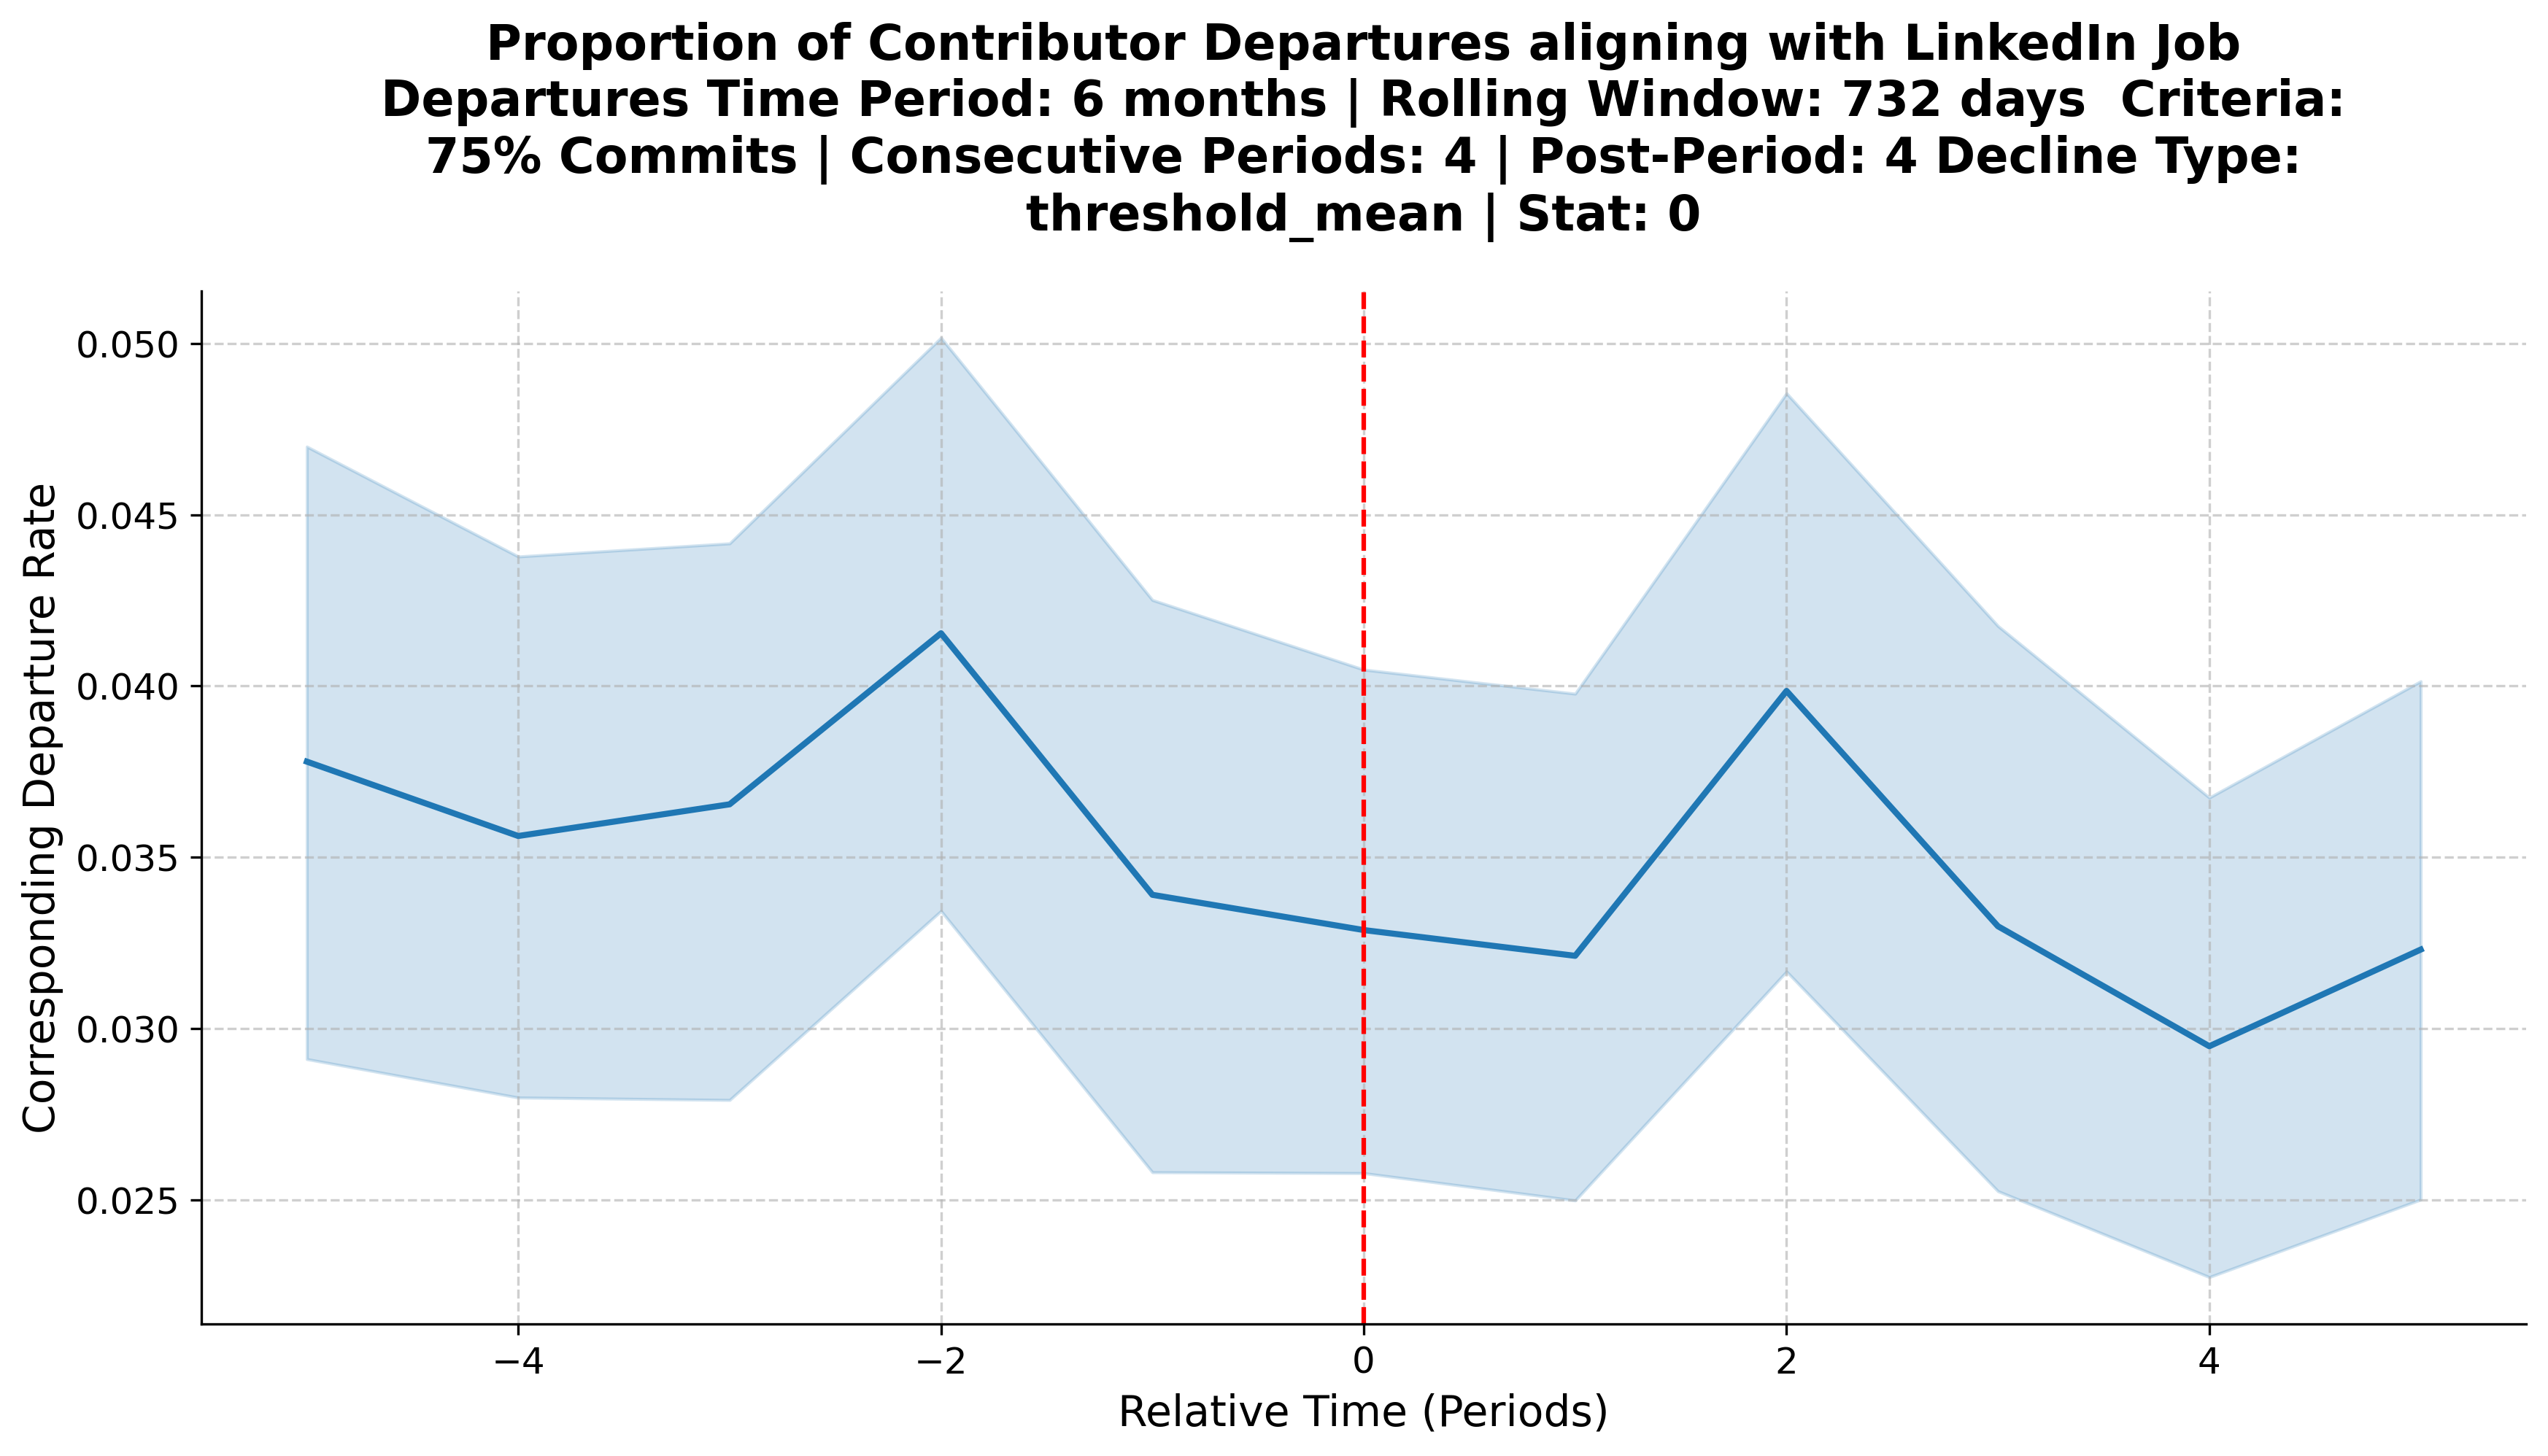 Proportion of Contributor Departures aligning with LinkedIn Job
Departures Time Period: 6 months | Rolling Window: 732 days  Criteria:
75% Commits | Consecutive Periods: 4 | Post-Period: 4 Decline Type:
threshold_mean | Stat: 0
Corresponding Departure Rate
0.050
0.045
0.040
0.035
0.030
0.025
−4
−2
0
2
4
Relative Time (Periods)